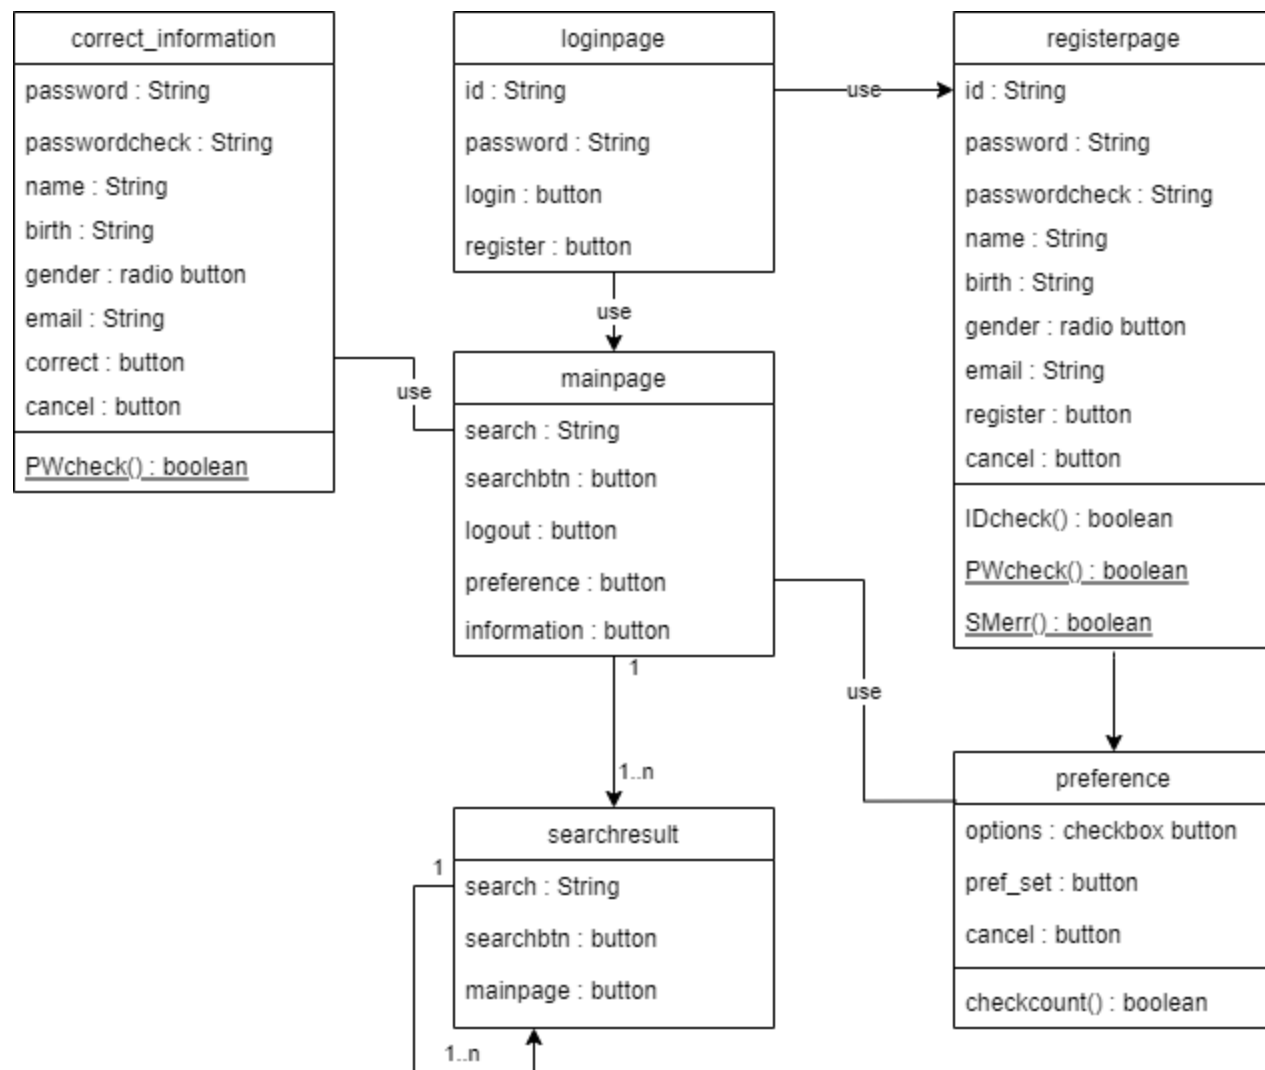 correct_information
password : String
passwordcheck : String
name : String
birth : String
gender : radio button
email : String
correct : button
cancel : button
PWcheck() : boolean
loginpage
id : String
password : String
login : button
register : button
use
registerpage
id : String
password : String
passwordcheck : String
name : String
birth : String
gender : radio button
email : String
register : button
cancel : button
IDcheck() : boolean
PWcheck() : boolean
SMerr() : boolean
use
use
mainpage
search : String
searchbtn : button
logout : button
preference : button
information : button
1
use
1..n
searchresult
1
search : String
searchbtn : button
mainpage : button
1..n
preference
options : checkbox button
pref_set : button
cancel : button
checkcount() : boolean